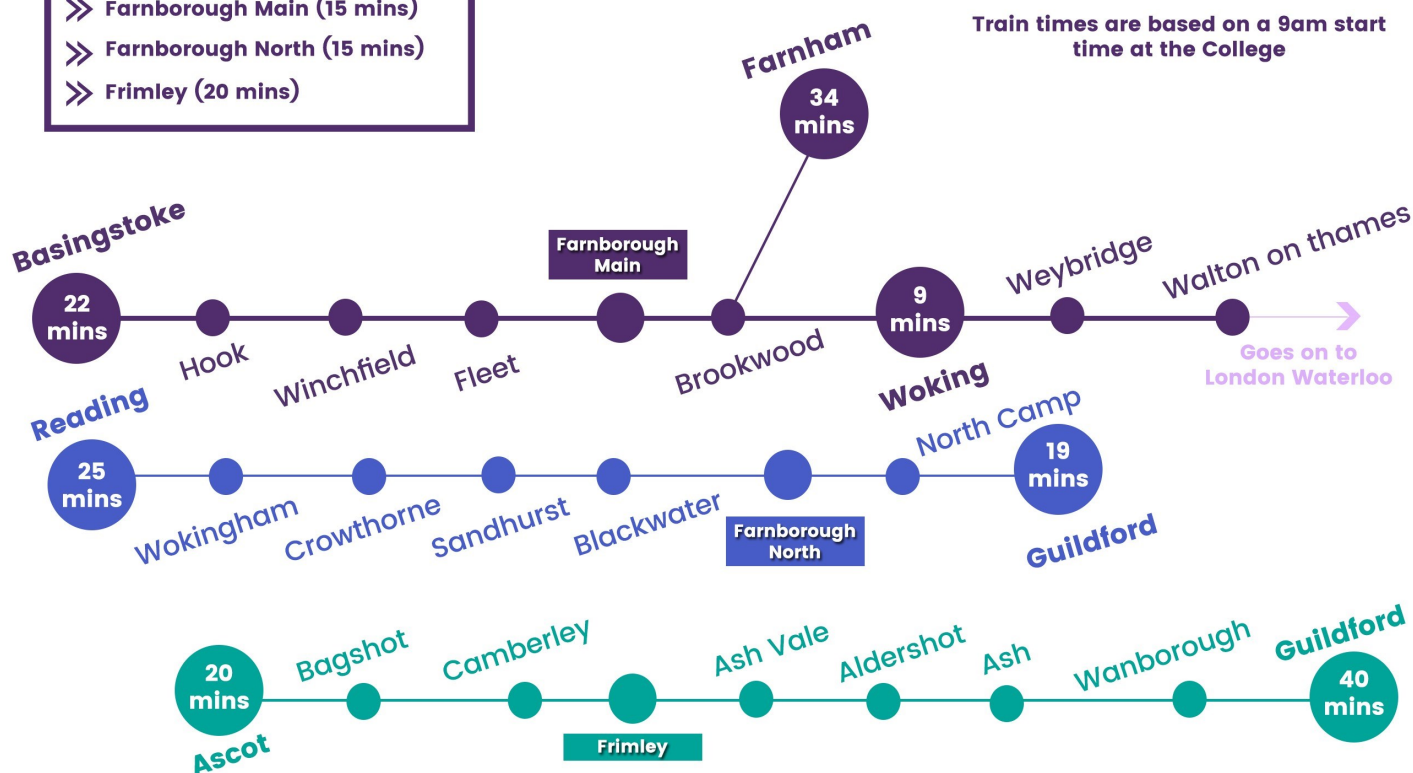 Farnborough Main (15 mins)
Farnborough North (15 mins)
Frimley (20 mins)
Train times are based on a 9am start
time at the College
Farnham
34
mins
Basingstoke
22
mins
Hook
Winchfield
Fleet
Farnborough
Main
Brookwood
9
mins
Woking
Weybridge
Walton on thames
Goes on to
London Waterloo
Reading
25
mins
Wokingham
Crowthorne
Sandhurst
Blackwater
Farnborough
North
North Camp
19
mins
Guildford
20
mins
Ascot
Bagshot
Camberley
Frimley
Ash Vale
Aldershot
Ash
Wanborough
Guildford
40
mins